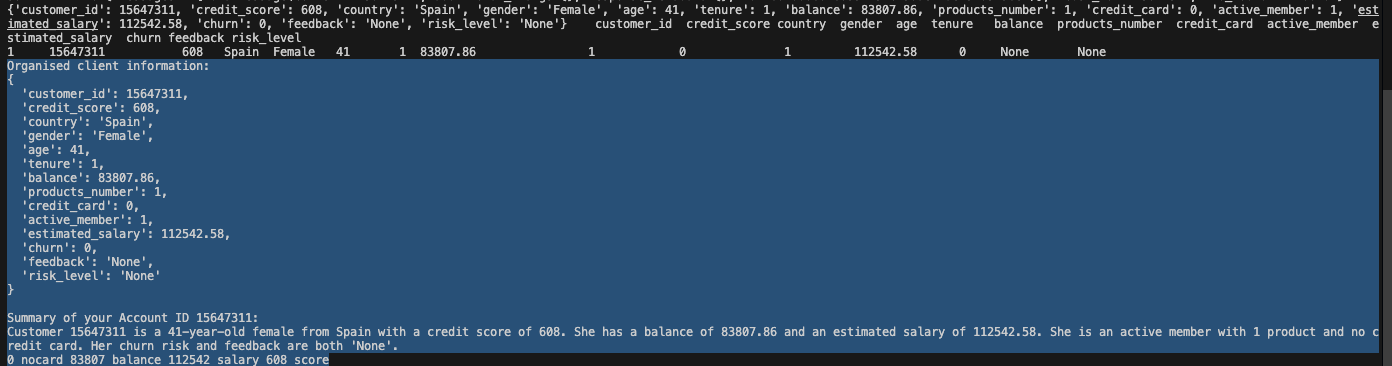 {'customer_id': 15647311, 'credit_score': 608, 'country': 'Spain', 'gender': 'Female', 'age': 41, 'tenure': 1, 'balance': 83807.86, 'products_number': 1, 'credit_card': 0, 'active_member': 1, 'est
imated_salary': 112542.58, 'churn': 0, 'feedback': 'None', 'risk_level': 'None'}    customer_id  credit_score country  gender  age  tenure   balance  products_number  credit_card  active_member  e
stimated_salary  churn feedback risk_level
1     15647311           608   Spain  Female   41       1  83807.86                1            0              1         112542.58      0     None       None
Organised client information:
{
  'customer_id': 15647311,
  'credit_score': 608,
  'country': 'Spain',
  'gender': 'Female',
  'age': 41,
  'tenure': 1,
  'balance': 83807.86,
  'products_number': 1,
  'credit_card': 0,
  'active_member': 1,
  'estimated_salary': 112542.58,
  'churn': 0,
  'feedback': 'None',
  'risk_level': 'None'
}
Summary of your Account ID 15647311:
Customer 15647311 is a 41-year-old female from Spain with a credit score of 608. She has a balance of 83807.86 and an estimated salary of 112542.58. She is an active member with 1 product and no c
redit card. Her churn risk and feedback are both 'None'.
0 nocard 83807 balance 112542 salary 608 score